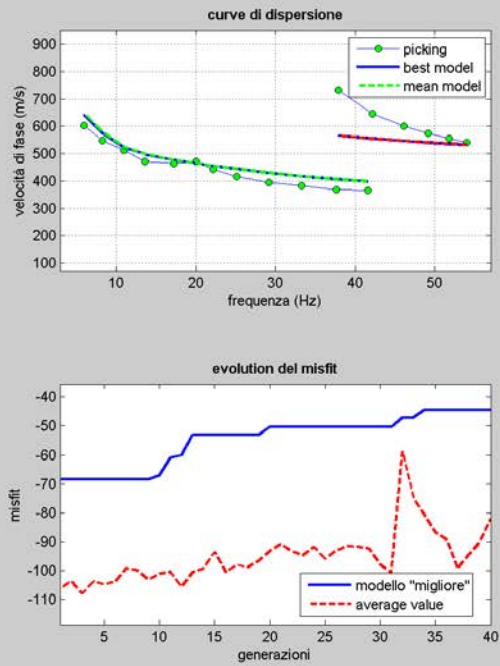 curve di dispersione
900
800
700
600
500
400
300
200
100
velocità di fase (m/s)
10
20
30
40
50
frequenza (Hz)
picking
best model
mean model
evolution del misfit
-40
-50
-60
-70
-80
-90
-100
-110
misfit
5
10
15
20
25
30
35
40
generazioni
modello "migliore"
average value